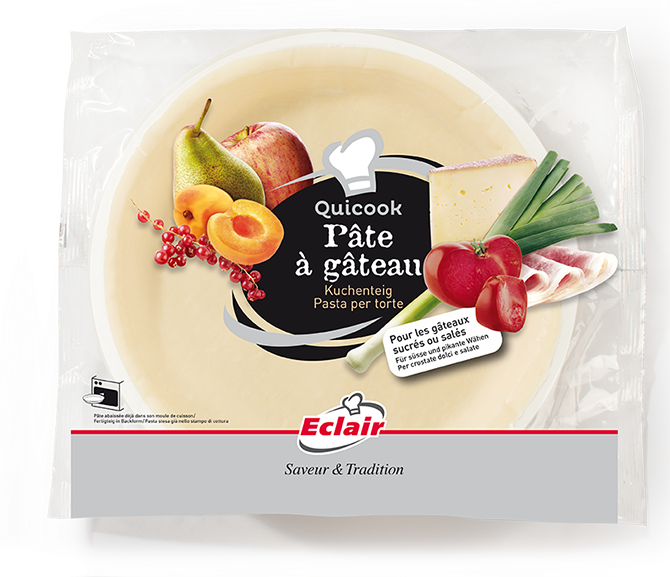 Quicook
Pâte
à gâteau
Kuchenteig
Pasta per torte
Pour les gâteaux
sucrés ou salés
Für süsse und pikante Wähen
Per crostate dolci e salate
Pâte abaissée déjà dans son moule de cuisson/
Fertigteig in Backform/Pasta stesa già nello stampo di cottura
Eclair
Saveur & Tradition